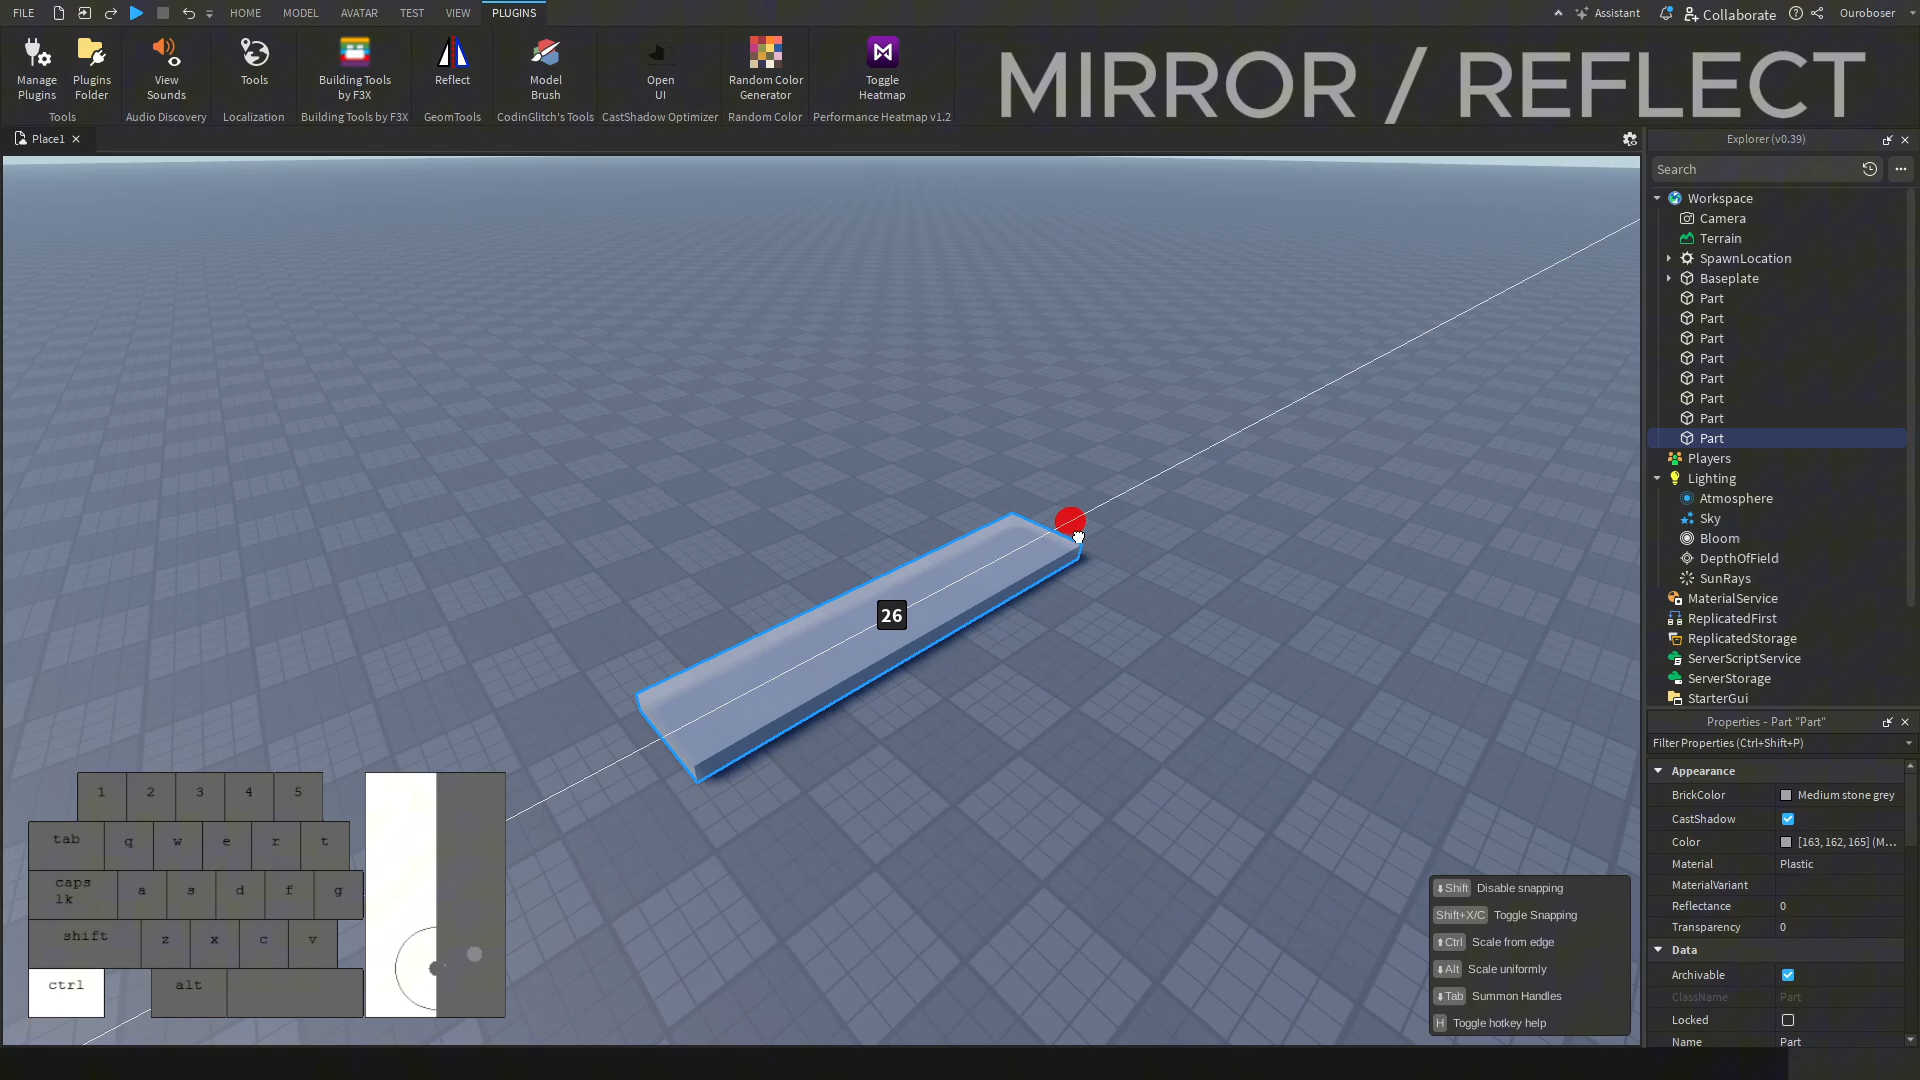 FILE
HOME
MODEL
AVATAR
TEST
VIEW
PLUGINS
Assistant
Collaborate
Ouroboser
Manage
Plugins
Plugins
Folder
View
Sounds
Tools
Building Tools
by F3X
Reflect
Model
Brush
Open
UI
Random Color
Generator
Toggle
Heatmap
Tools
Audio Discovery
Localization
Building Tools by F3X
GeomTools
CodinGlitch's Tools
CastShadow Optimizer
Random Color
Performance Heatmap v1.2
MIRROR / REFLECT
Place1
Explorer (v0.39)
Search
Workspace
Camera
Terrain
SpawnLocation
Baseplate
Part
Part
Part
Part
Part
Part
Part
Part
Players
Lighting
Atmosphere
Sky
Bloom
DepthOfField
SunRays
MaterialService
ReplicatedFirst
ReplicatedStorage
ServerScriptService
ServerStorage
StarterGui
26
Properties - Part "Part"
Filter Properties (Ctrl+Shift+P)
Appearance
BrickColor Medium stone grey
CastShadow
Color [163, 162, 165] (M...
Material Plastic
MaterialVariant
Reflectance 0
Transparency 0
Data
Archivable
ClassName Part
Locked
Name Part
1 2 3 4 5
tab q w e r t
caps
lk a s d f g
shift z x c v
ctrl alt
⬇Shift Disable snapping
Shift+X/C Toggle Snapping
⬆Ctrl Scale from edge
⬇Alt Scale uniformly
⬇Tab Summon Handles
H Toggle hotkey help